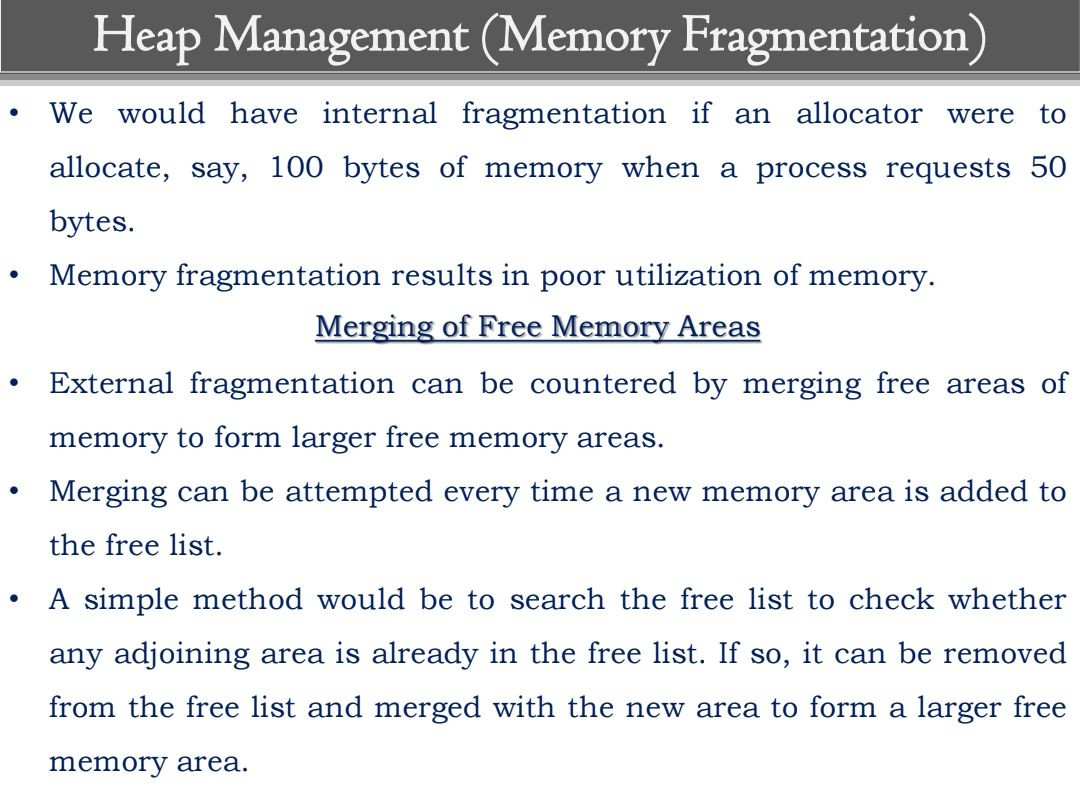 Heap Management (Memory Fragmentation)
• We would have internal fragmentation if an allocator were to
allocate, say, 100 bytes of memory when a process requests 50
bytes.
• Memory fragmentation results in poor utilization of memory.
Merging of Free Memory Areas
• External fragmentation can be countered by merging free areas of
memory to form larger free memory areas.
• Merging can be attempted every time a new memory area is added to
the free list.
• A simple method would be to search the free list to check whether
any adjoining area is already in the free list. If so, it can be removed
from the free list and merged with the new area to form a larger free
memory area.